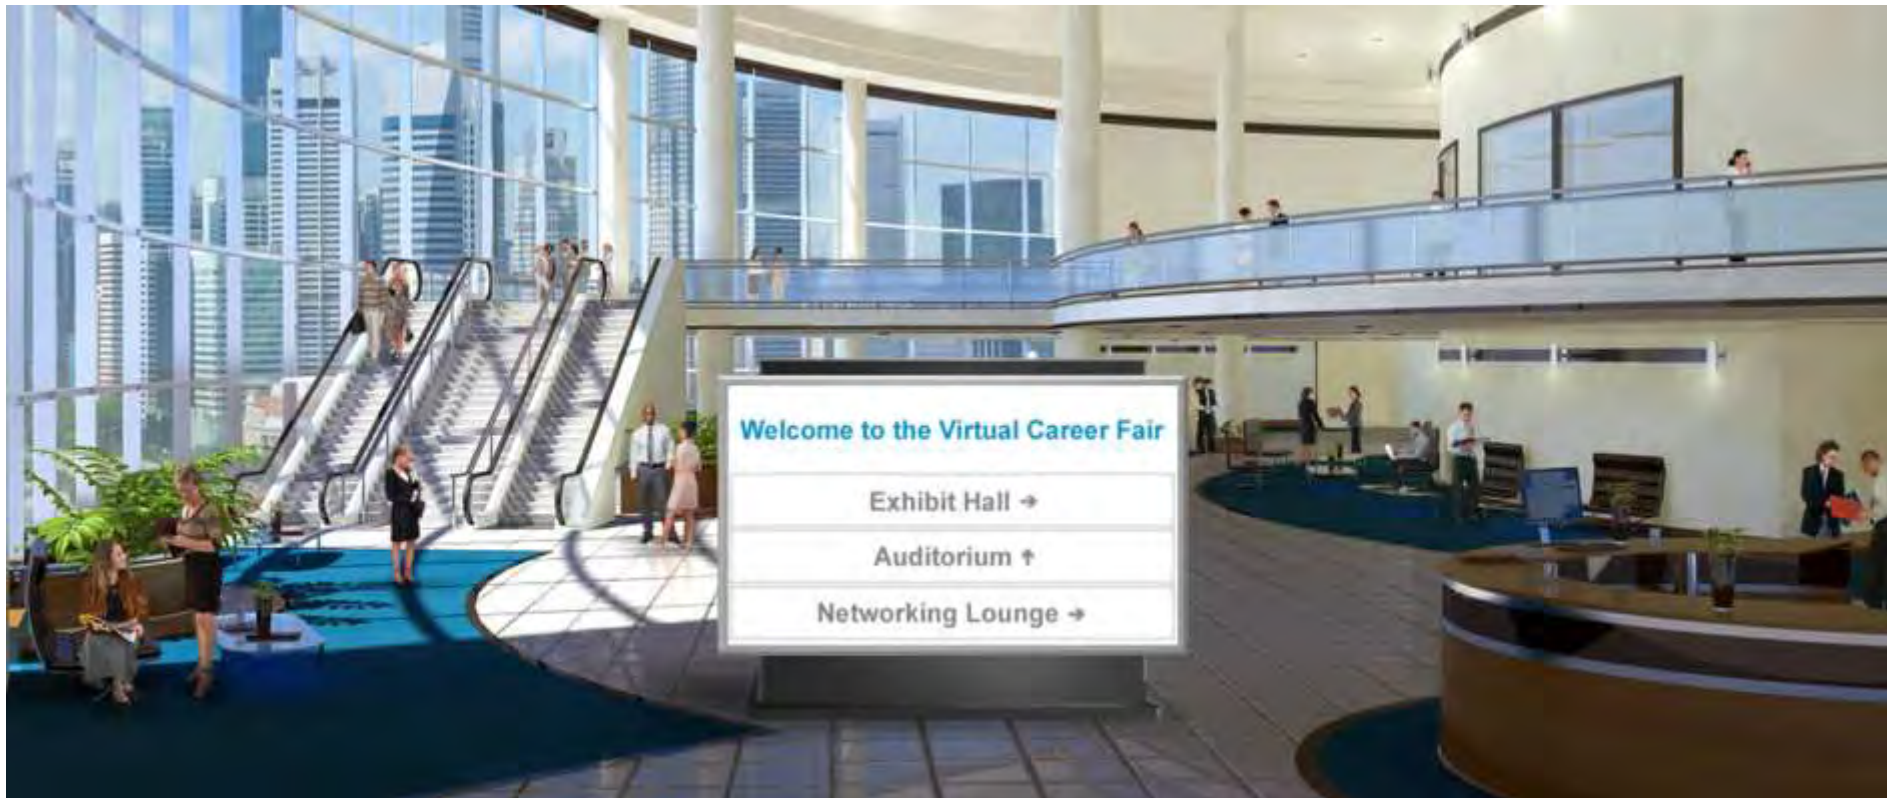 Welcome to the Virtual Career Fair
Exhibit Hall →
Auditorium ↑
Networking Lounge →